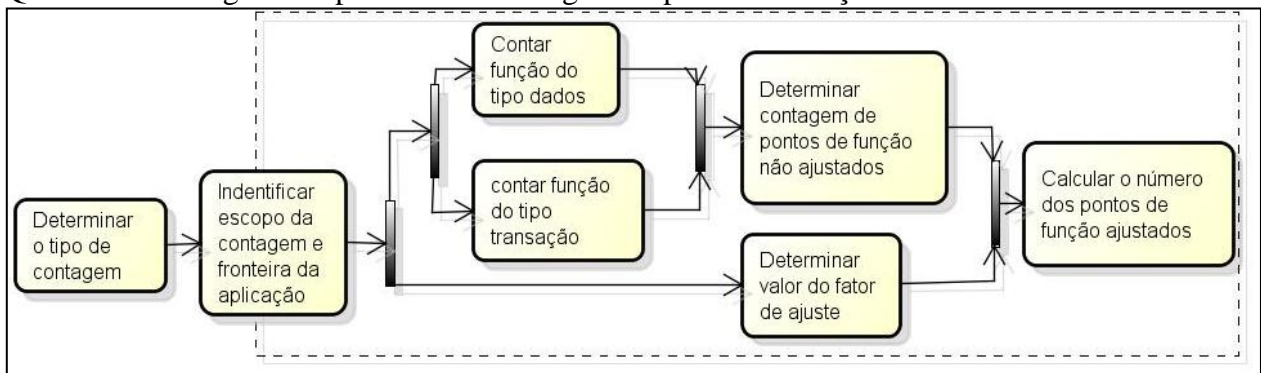 Determinar
o tipo de
contagem
Indentificar
escopo da
contagem e
fronteira da
aplicação
Contar
função do
tipo dados
contar função
do tipo
transação
Determinar
contagem de
pontos de
função
não ajustados
Determinar
valor do fator
de ajuste
Calcular o número
dos pontos de
função ajustados